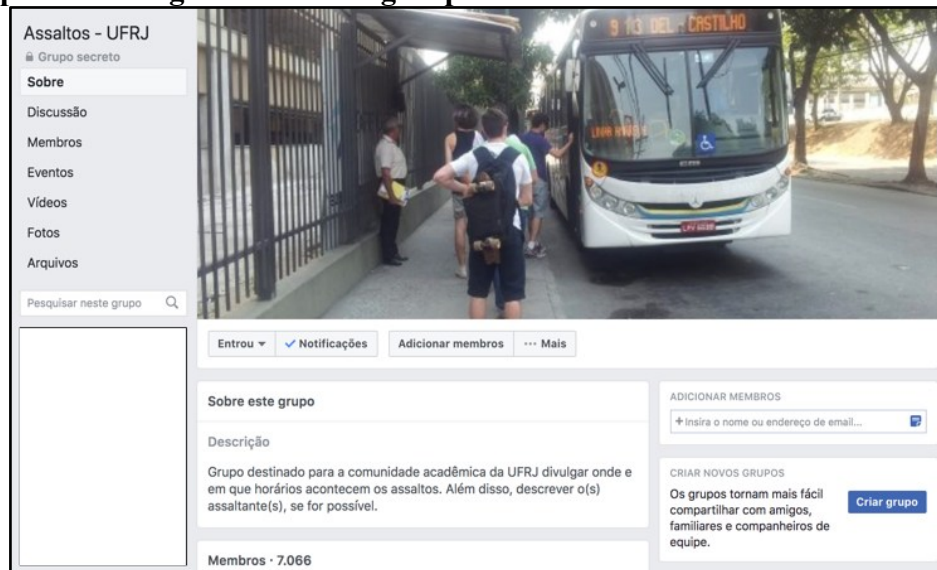 Assaltos - UFRJ
Grupo secreto
Sobre
Discussão
Membros
Eventos
Vídeos
Fotos
Arquivos
Pesquisar neste grupo
913 DEL - CASTILHO
Entrou
Notificações
Adicionar membros
Mais
Sobre este grupo
Descrição
Grupo destinado para a comunidade acadêmica da UFRJ divulgar onde e
em que horários acontecem os assaltos. Além disso, descrever o(s)
assaltante(s), se for possível.
Membros · 7.066
ADICIONAR MEMBROS
+ Insira o nome ou endereço de email...
CRIAR NOVOS GRUPOS
Os grupos tornam mais fácil
compartilhar com amigos,
familiares e companheiros de
equipe.
Criar grupo